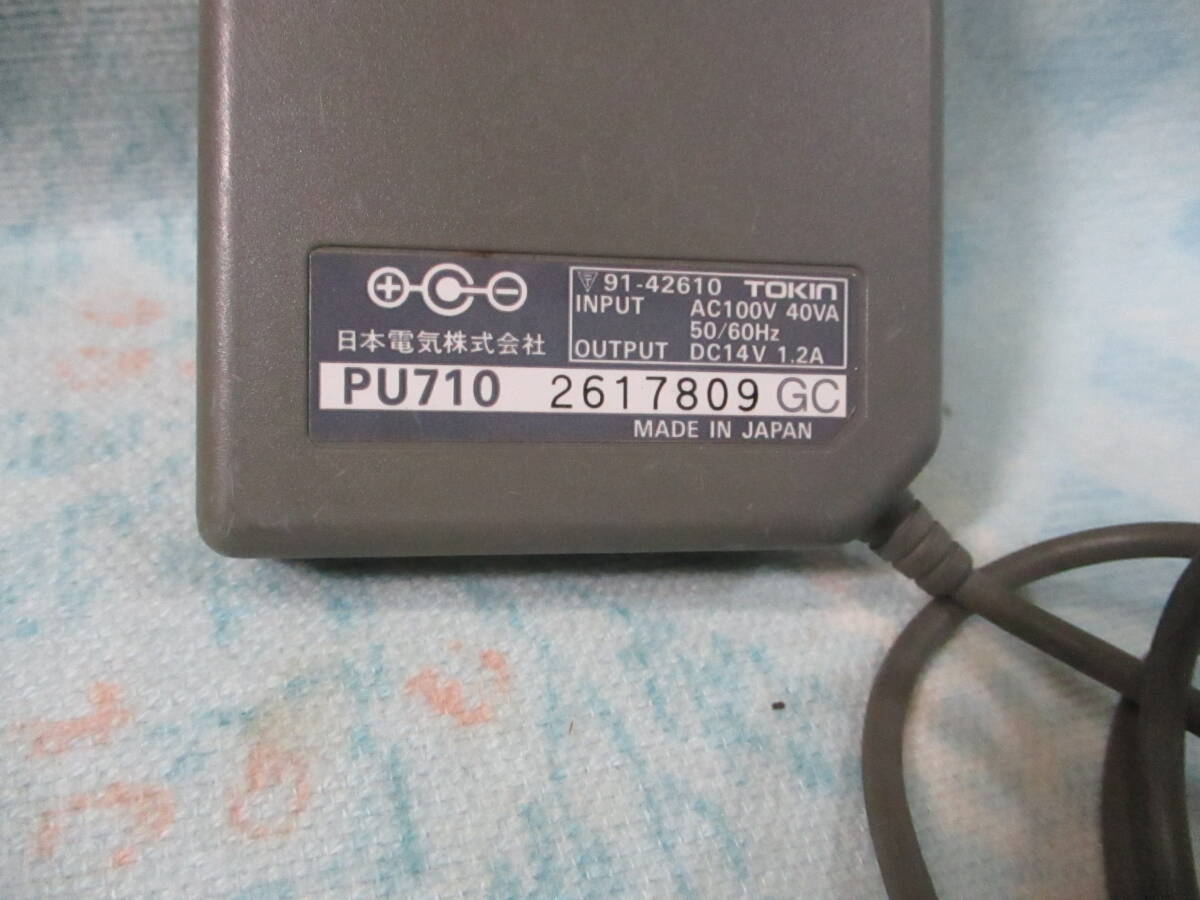 日本電気株式会社
91-42610 TOKIN
INPUT AC100V 40VA
50/60Hz
OUTPUT DC14V 1.2A
PU710 2617809 GC
MADE IN JAPAN